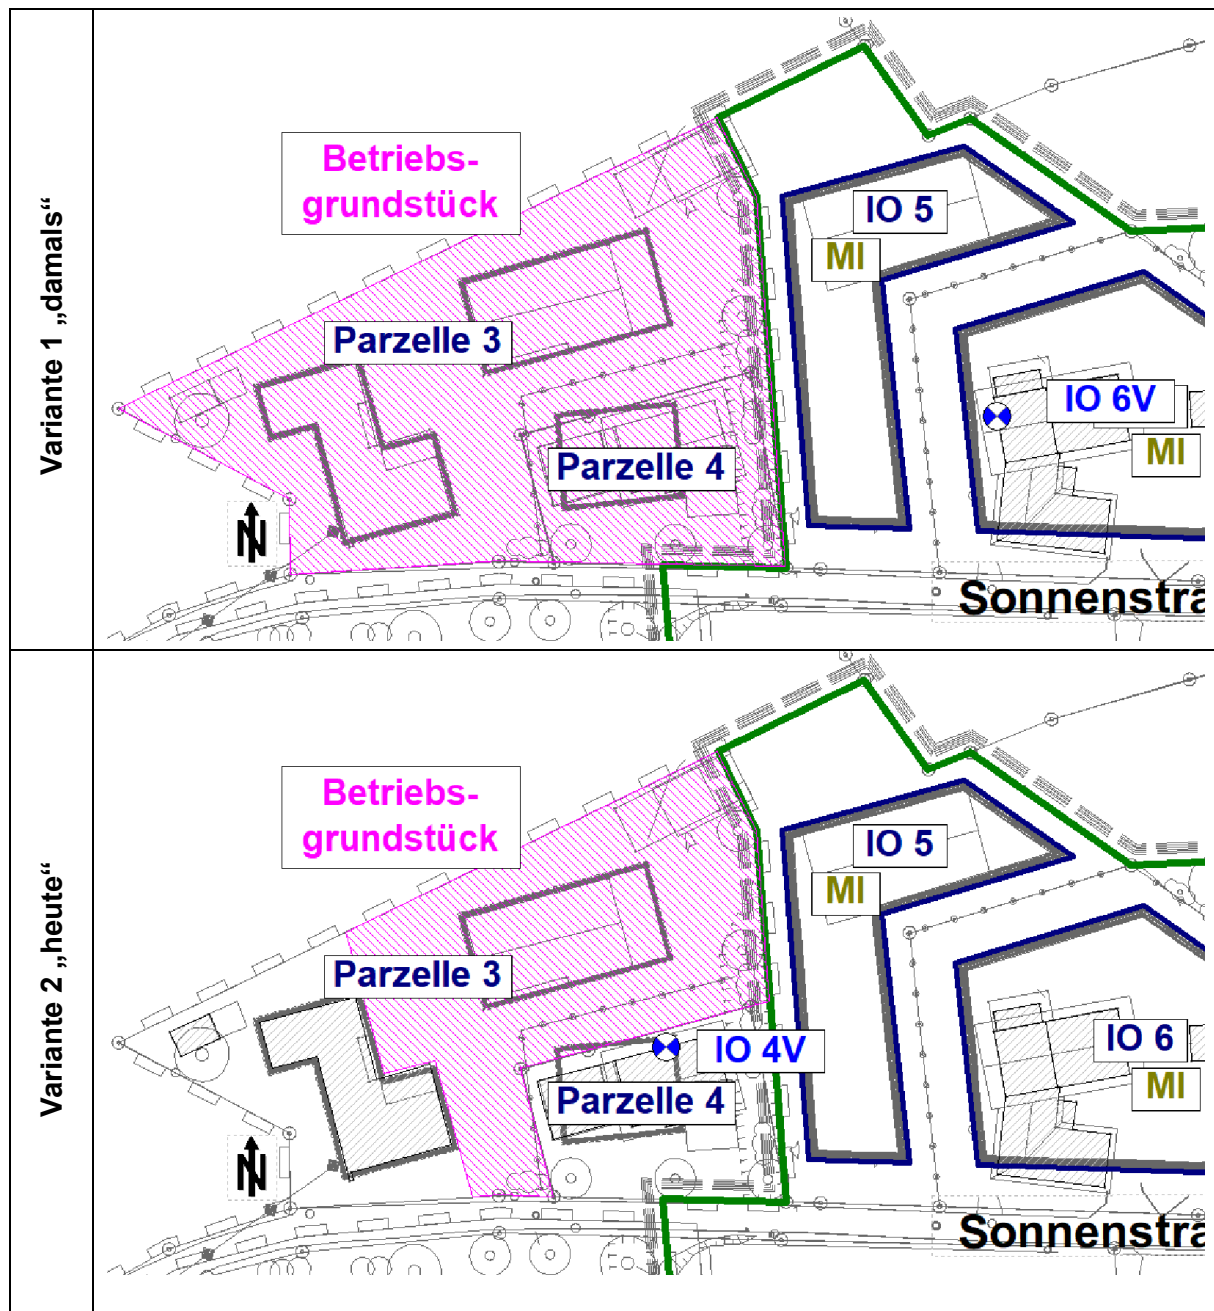 Variante 1 „damals“
Betriebs-
grundstück
IO 5
MI
Parzelle 3
IO 6V
MI
Parzelle 4
N
Sonnenstra
Variante 2 „heute“
Betriebs-
grundstück
IO 5
MI
Parzelle 3
IO 4V
IO 6
MI
Parzelle 4
N
Sonnenstra